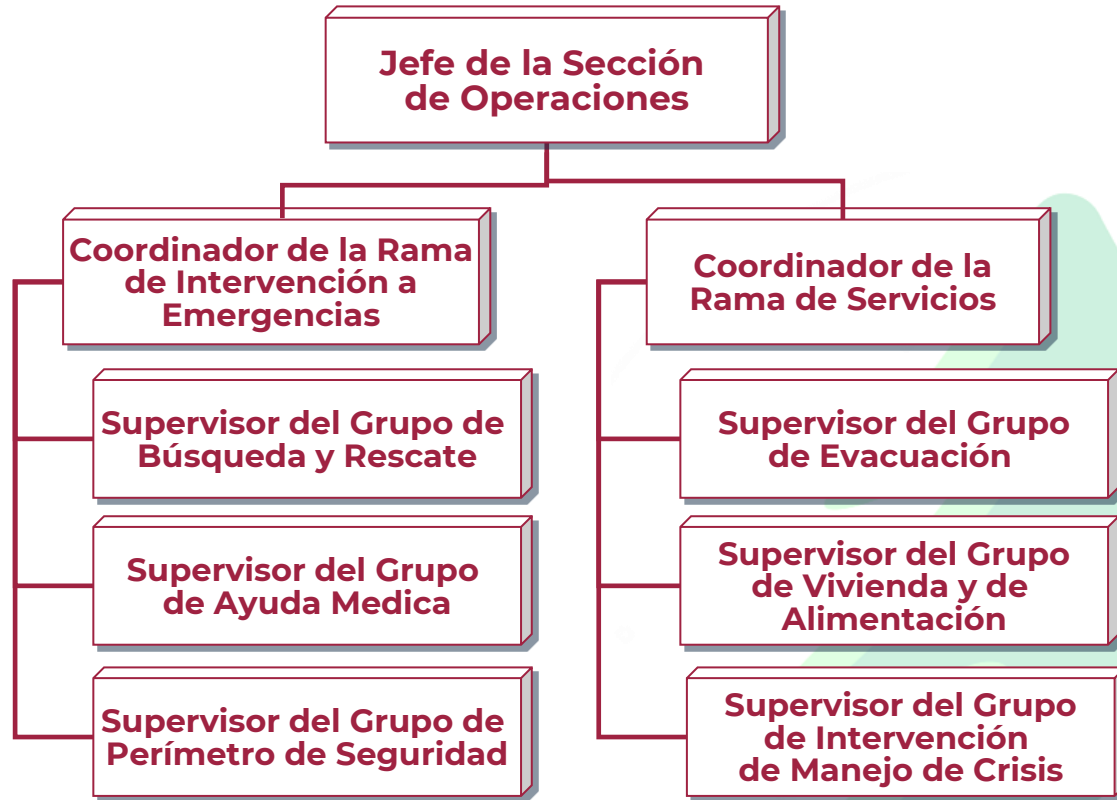 Jefe de la Sección
de Operaciones
Coordinador de la Rama
de Intervención a
Emergencias
Supervisor del Grupo de
Búsqueda y Rescate
Supervisor del Grupo
de Ayuda Medica
Supervisor del Grupo de
Perímetro de Seguridad
Coordinador de la
Rama de Servicios
Supervisor del Grupo
de Evacuación
Supervisor del Grupo
de Vivienda y de
Alimentación
Supervisor del Grupo
de Intervención
de Manejo de Crisis